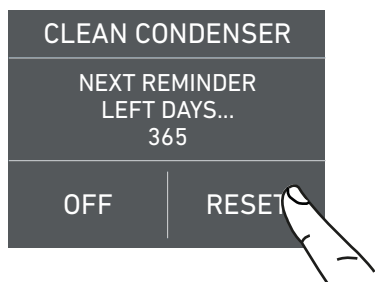 CLEAN CONDENSER
NEXT REMINDER
LEFT DAYS...
365
OFF
RESET